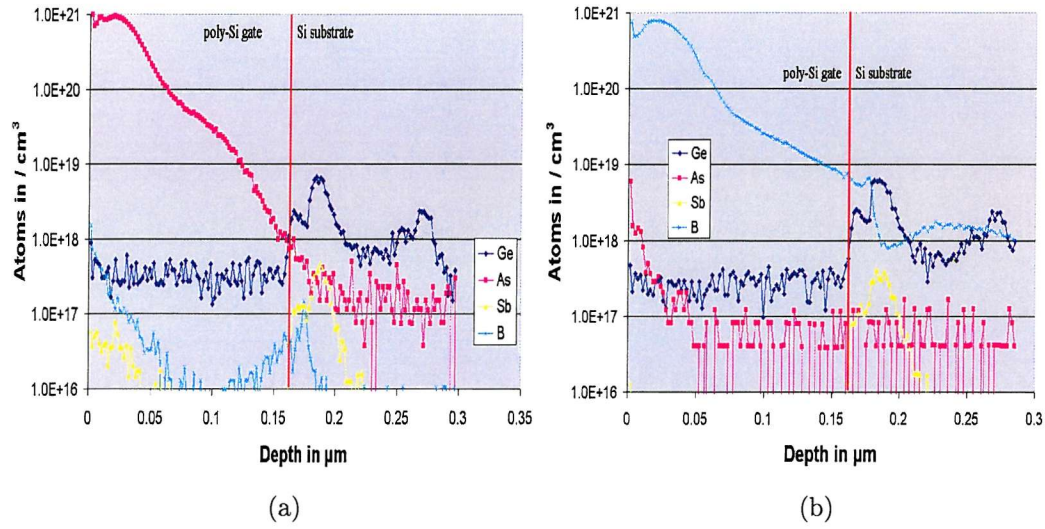 (a)
1.0E+21
1.0E+20
1.0E+19
1.0E+18
1.0E+17
1.0E+16
Atoms in / cm³
poly-Si gate
Si substrate
Ge
As
Sb
B
0
0.05
0.1
0.15
0.2
0.25
0.3
0.35
Depth in µm
(b)
1.0E+21
1.0E+20
1.0E+19
1.0E+18
1.0E+17
1.0E+16
Atoms in / cm³
poly-Si gate
Si substrate
Ge
As
Sb
B
0
0.05
0.1
0.15
0.2
0.25
0.3
Depth in µm
(a)
(b)